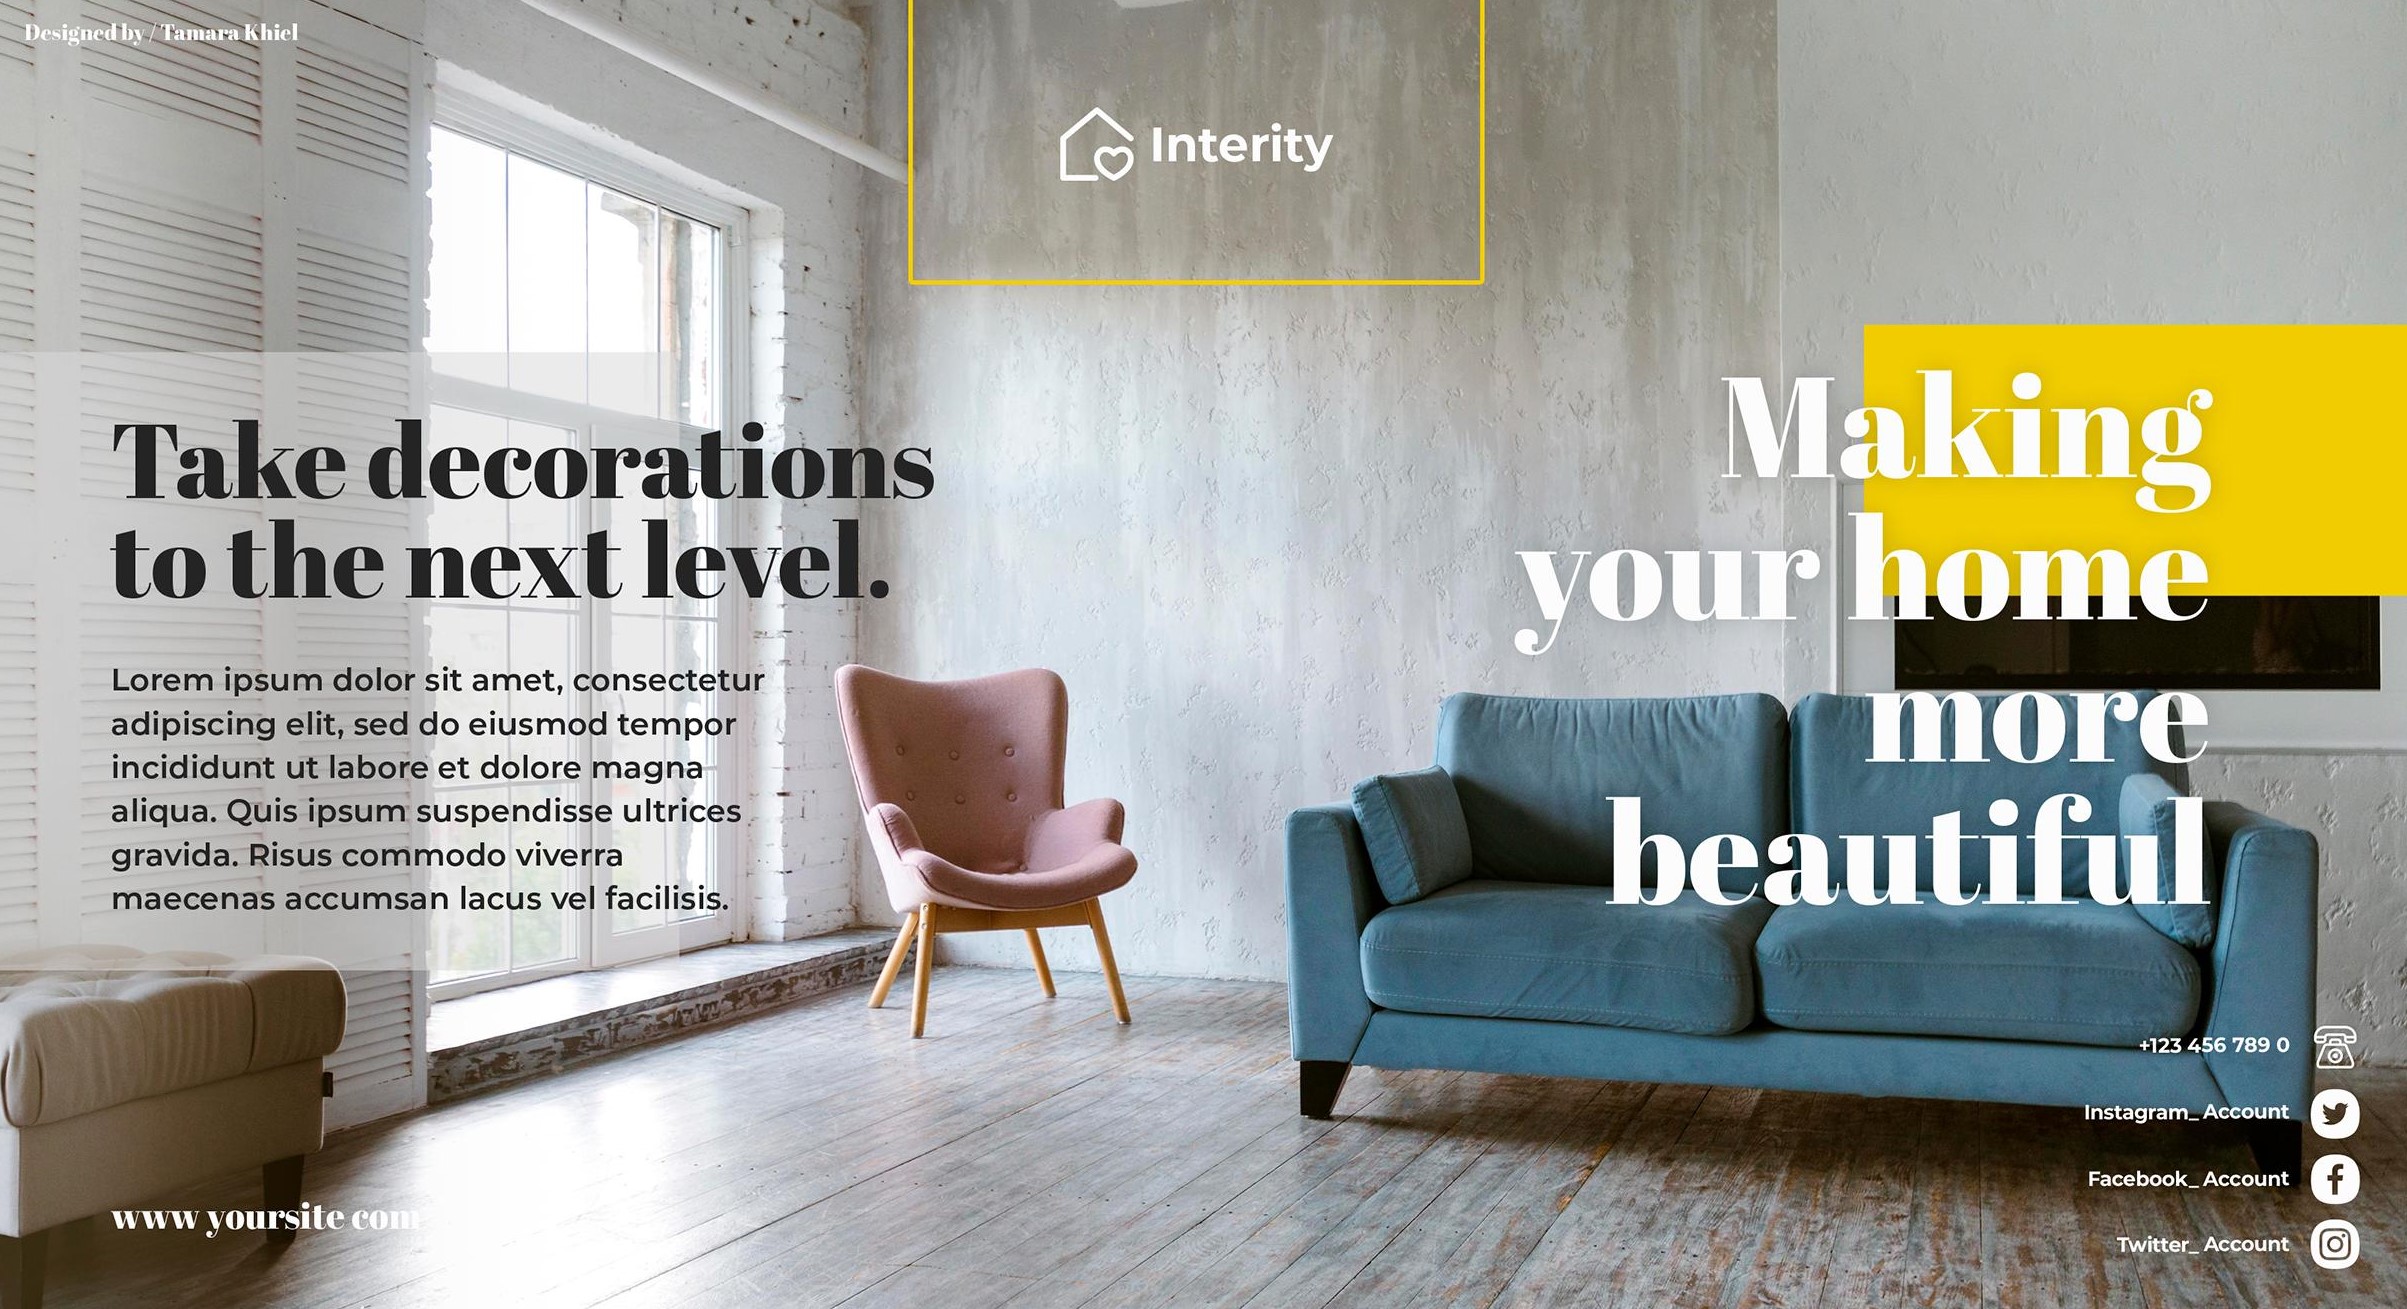 Designed by / Tamara Khiel
Interity
Take decorations
to the next level.
Lorem ipsum dolor sit amet, consectetur
adipiscing elit, sed do eiusmod tempor
incididunt ut labore et dolore magna
aliqua. Quis ipsum suspendisse ultrices
gravida. Risus commodo viverra
maecenas accumsan lacus vel facilisis.
www yoursite com
Making
your home
more
beautiful
+123 456 789 0
Instagram_ Account
Facebook_ Account
Twitter_ Account